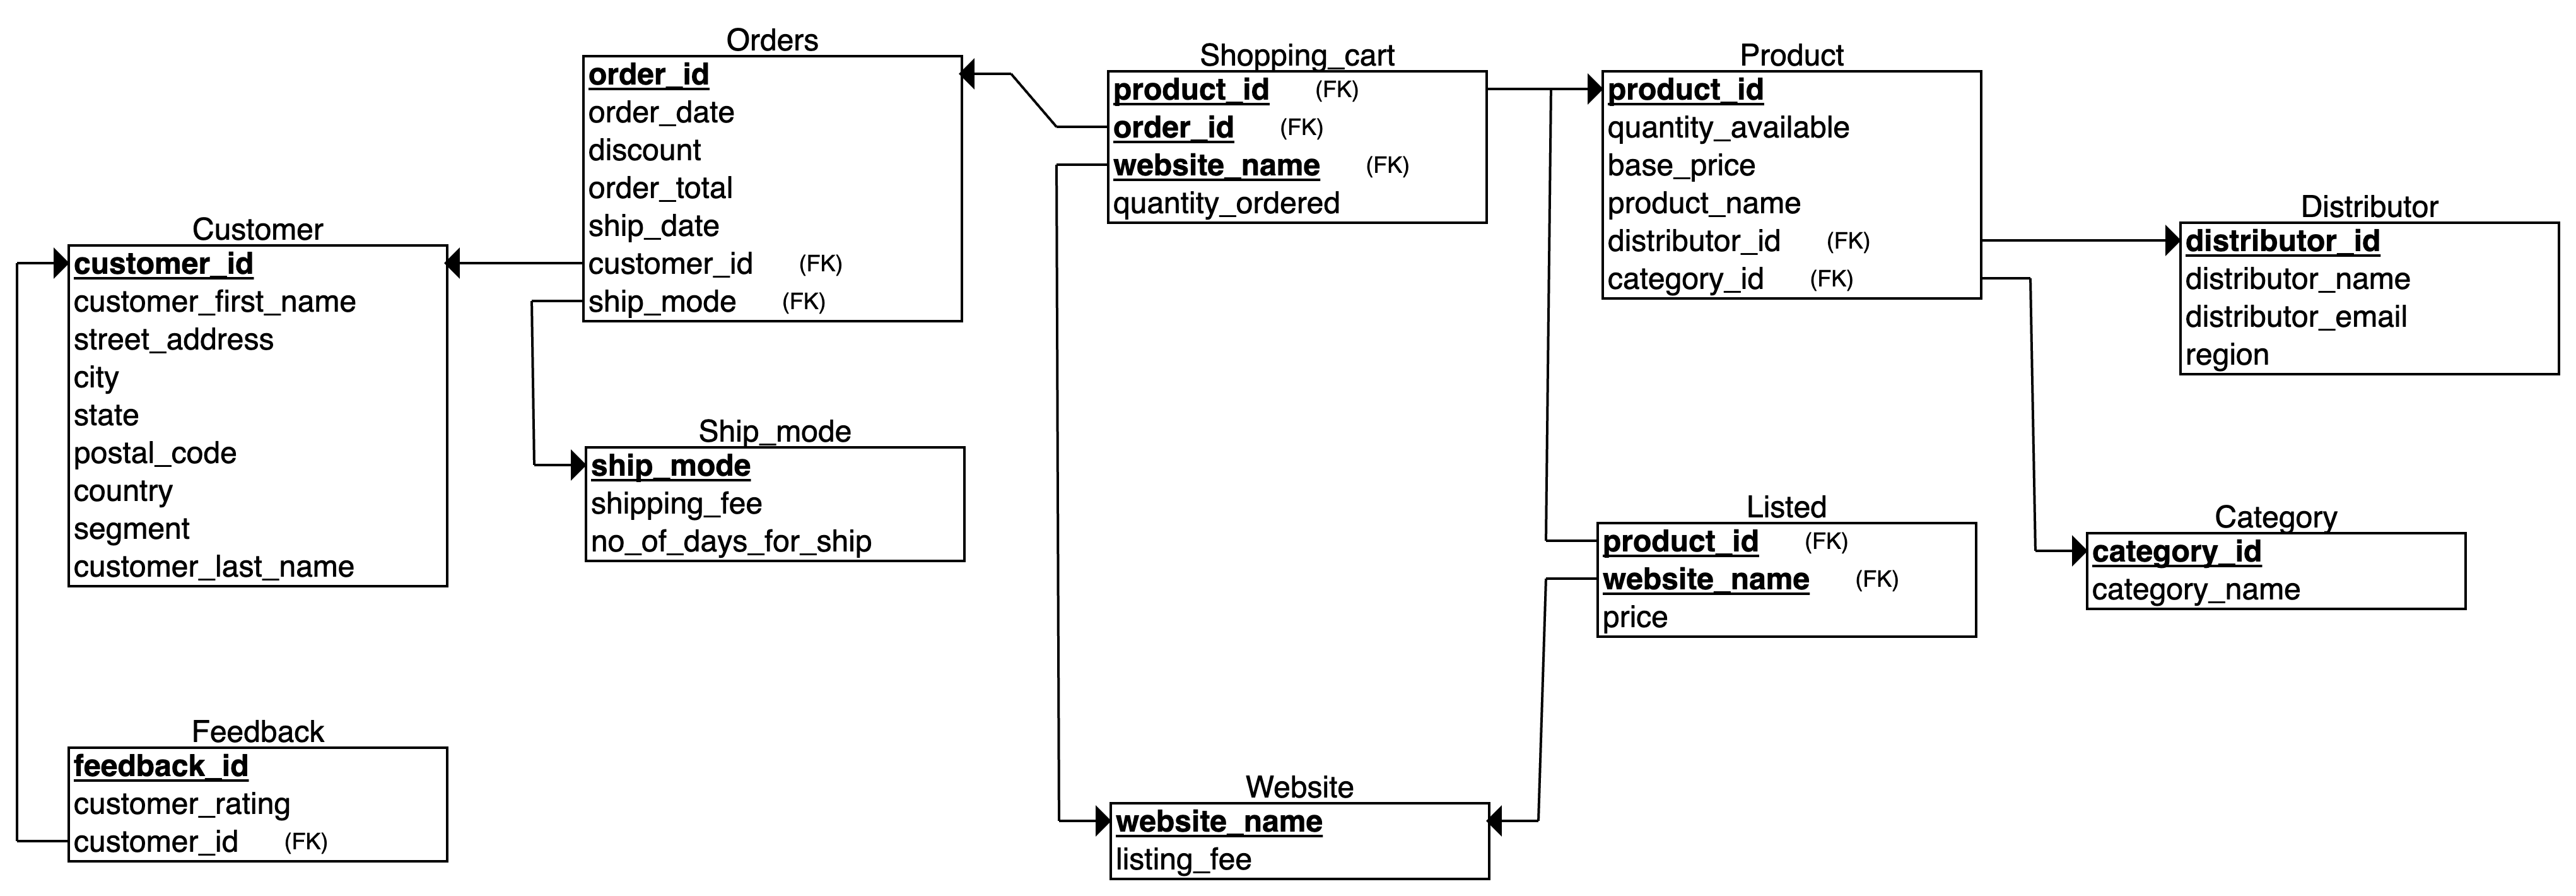 Orders
order_id
order_date
discount
order_total
ship_date
customer_id (FK)
ship_mode (FK)
Shopping_cart
product_id (FK)
order_id (FK)
website_name (FK)
quantity_ordered
Product
product_id
quantity_available
base_price
product_name
distributor_id (FK)
category_id (FK)
Distributor
distributor_id
distributor_name
distributor_email
region
Customer
customer_id
customer_first_name
street_address
city
state
postal_code
country
segment
customer_last_name
Ship_mode
ship_mode
shipping_fee
no_of_days_for_ship
Listed
product_id (FK)
website_name (FK)
price
Category
category_id
category_name
Feedback
feedback_id
customer_rating
customer_id (FK)
Website
website_name
listing_fee